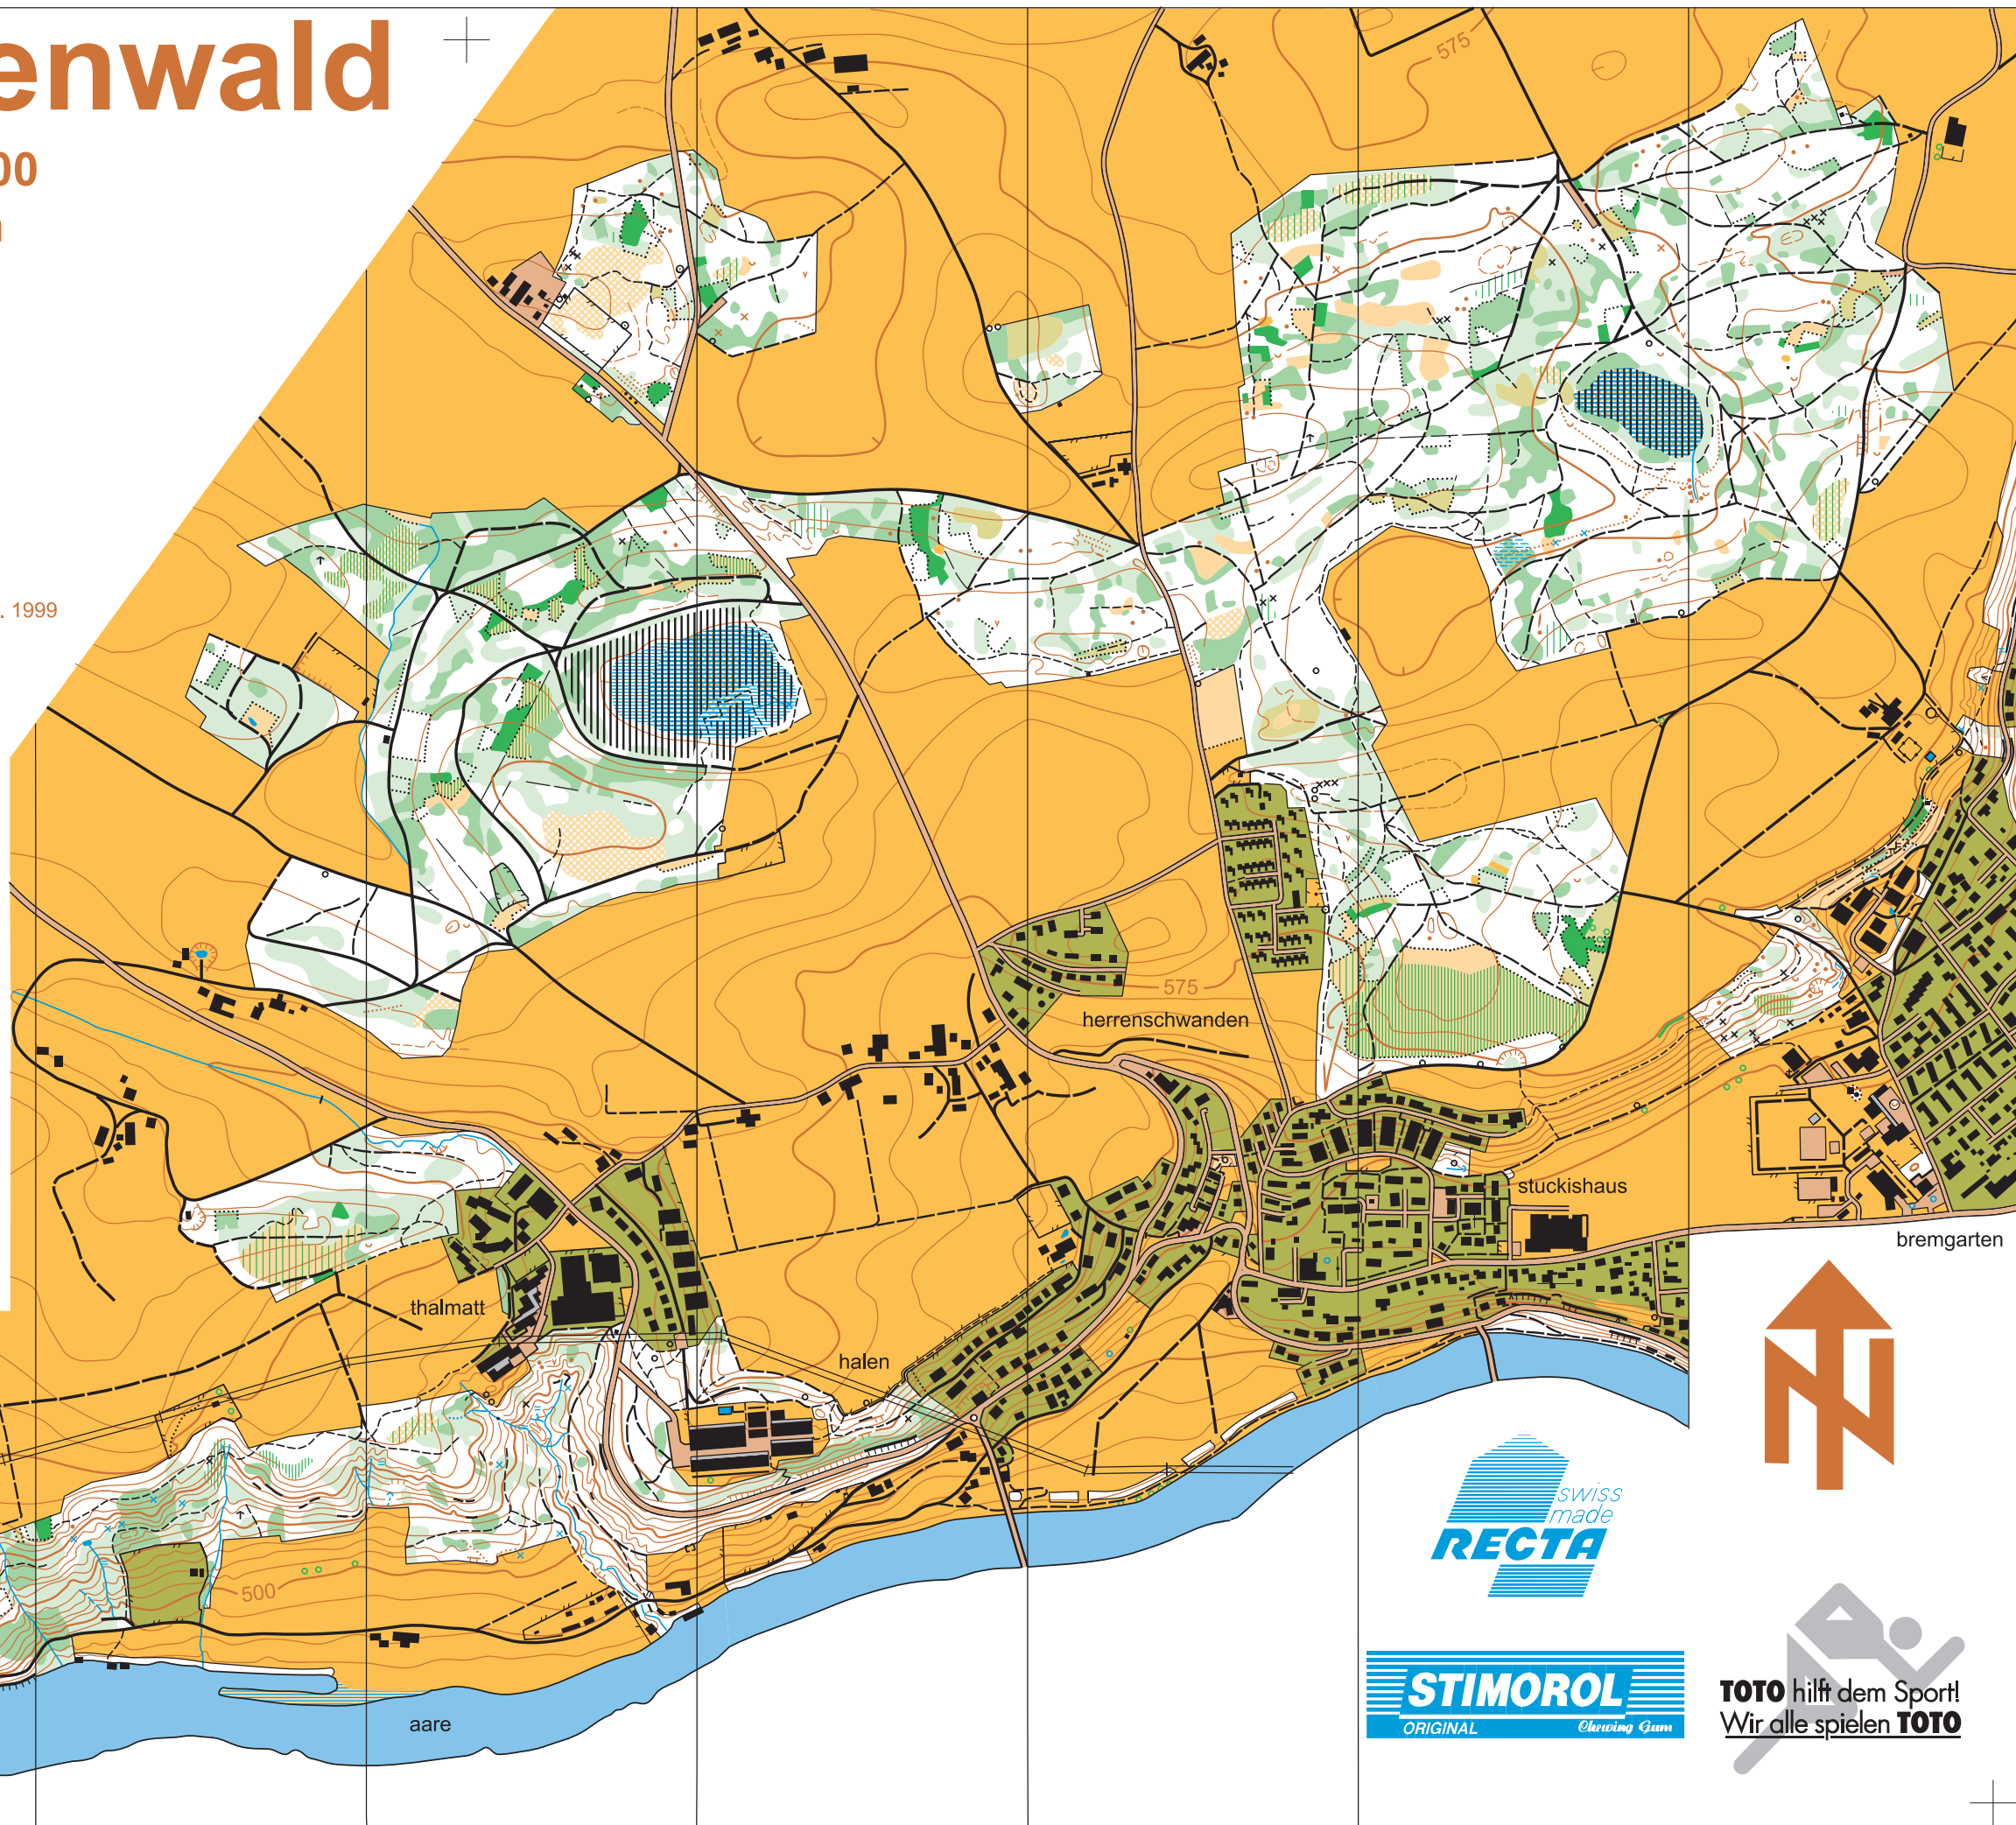 enwald
00
. 1999
575
575
herrenschwanden
stuckishaus
bremgarten
thalmatt
halen
500
aare
swiss
made
RECTA
STIMOROL
ORIGINAL Chewing Gum
TOTO hilft dem Sport!
Wir alle spielen TOTO